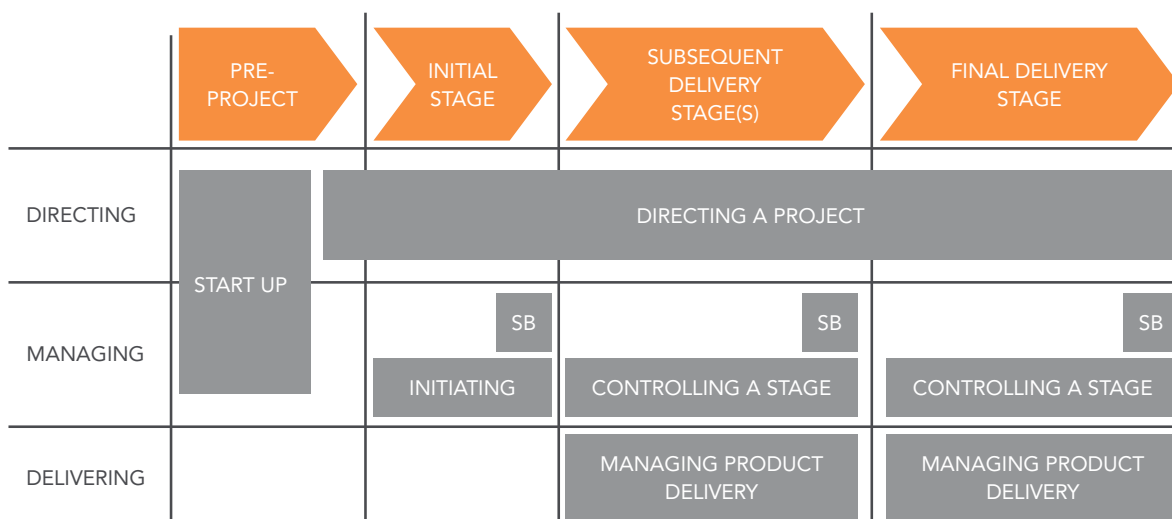 PRE-
PROJECT
INITIAL
STAGE
SUBSEQUENT
DELIVERY
STAGE(S)
FINAL DELIVERY
STAGE
DIRECTING
START UP
DIRECTING A PROJECT
MANAGING
SB
SB
SB
INITIATING
CONTROLLING A STAGE
CONTROLLING A STAGE
DELIVERING
MANAGING PRODUCT
DELIVERY
MANAGING PRODUCT
DELIVERY